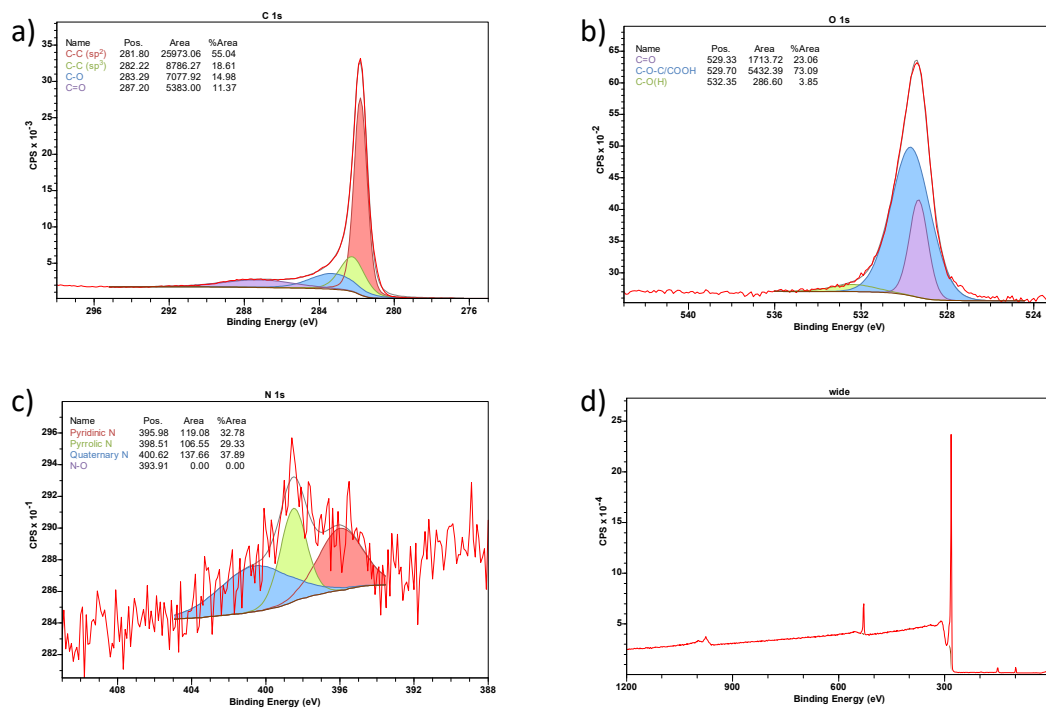 a)
C 1s
Name Pos. Area %Area
C-C (sp²) 281.80 25973.06 55.04
C-C (sp³) 282.22 8786.27 18.61
C-O 283.29 7077.92 14.98
C=O 287.20 5383.00 11.37
CPS x 10⁻³
35
30
25
20
15
10
5
296 292 288 284 280 276
Binding Energy (eV)
b)
O 1s
Name Pos. Area %Area
C=O 529.33 1713.72 23.06
C-O-C/COOH 529.70 5432.39 73.09
C-O(H) 532.35 286.60 3.85
CPS x 10⁻²
65
60
55
50
45
40
35
30
540 536 532 528 524
Binding Energy (eV)
c)
N 1s
Name Pos. Area %Area
Pyridinic N 395.98 119.08 32.78
Pyrrolic N 398.51 106.55 29.33
Quaternary N 400.62 137.66 37.89
N-O 393.91 0.00 0.00
CPS x 10⁻¹
296
294
292
290
288
286
284
282
408 404 400 396 392 388
Binding Energy (eV)
d)
wide
CPS x 10⁻⁴
25
20
15
10
5
1200 900 600 300
Binding Energy (eV)